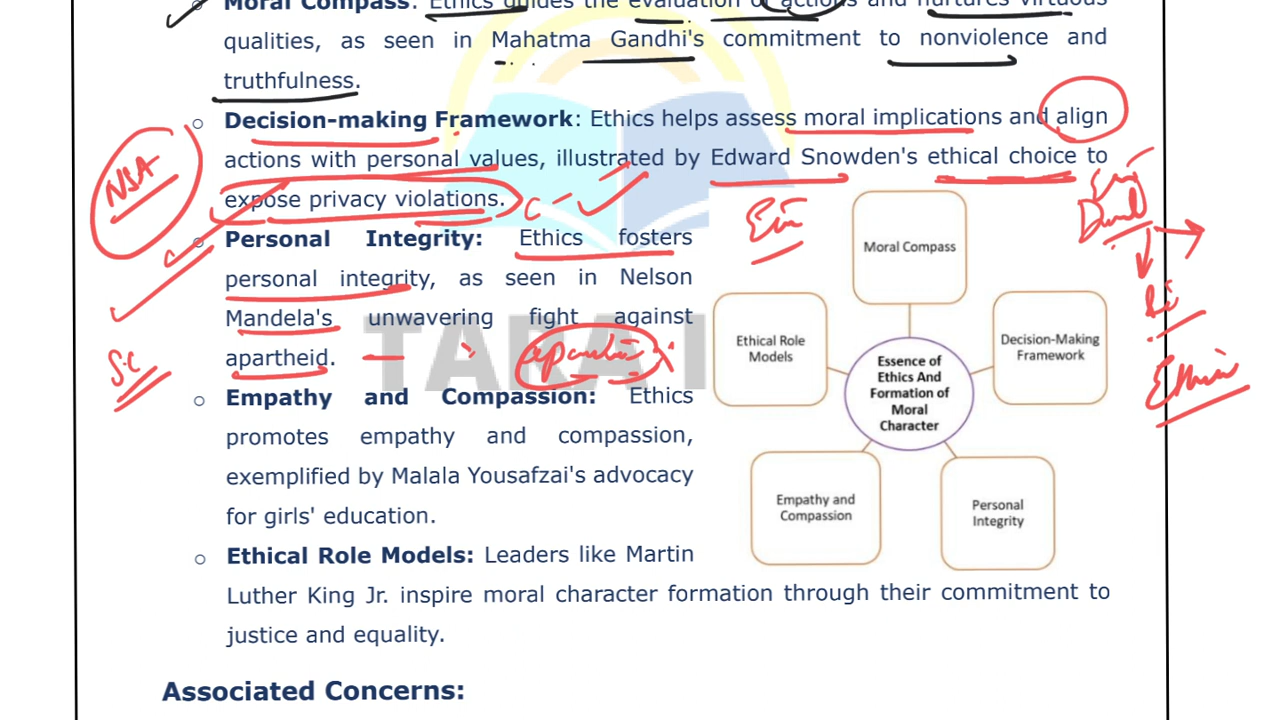 Moral Compass: Ethics guides the evaluation of actions and nurtures virtuous
qualities, as seen in Mahatma Gandhi's commitment to nonviolence and
truthfulness.
Decision-making Framework: Ethics helps assess moral implications and align
actions with personal values, illustrated by Edward Snowden's ethical choice to
expose privacy violations.
NSA
Personal Integrity: Ethics fosters
personal integrity, as seen in Nelson
Mandela's unwavering fight against
apartheid.
Empathy and Compassion: Ethics
promotes empathy and compassion,
exemplified by Malala Yousafzai's advocacy
for girls' education.
Ethical Role Models: Leaders like Martin
Luther King Jr. inspire moral character formation through their commitment to
justice and equality.
Moral Compass
Ethical Role
Models
Decision-Making
Framework
Essence of
Ethics And
Formation of
Moral
Character
Empathy and
Compassion
Personal
Integrity
TARA I
Associated Concerns: